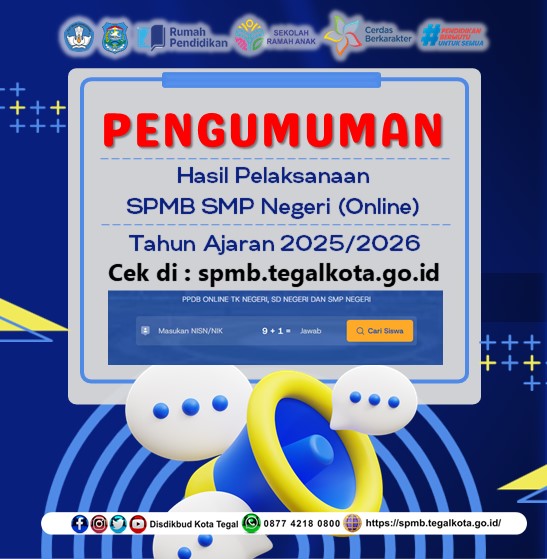 Rumah
Pendidikan
SEKOLAH
RAMAH ANAK
Cerdas
Berkarakter
#PENDIDIKAN
BERMUTU
UNTUK SEMUA
PENGUMUMAN
Hasil Pelaksanaan
SPMB SMP Negeri (Online)
Tahun Ajaran 2025/2026
Cek di : spmb.tegalkota.go.id
PPDB ONLINE TK NEGERI, SD NEGERI DAN SMP NEGERI
Masukan NISN/NIK 9 + 1 = Jawab Cari Siswa
Disdikbud Kota Tegal 0877 4218 0800 https://spmb.tegalkota.go.id/